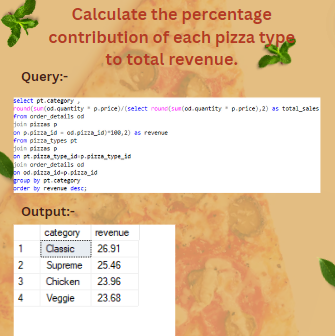 Calculate the percentage
contribution of each pizza type
to total revenue.
Query:-
select pt.category ,
round(sum(od.quantity * p.price)/(select round(sum(od.quantity * p.price),2) as total_sales
from order_details od
join pizzas p
on p.pizza_id = od.pizza_id)*100,2) as revenue
from pizza_types pt
join pizzas p
on pt.pizza_type_id=p.pizza_type_id
join order_details od
on od.pizza_id=p.pizza_id
group by pt.category
order by revenue desc;
Output:-
category revenue
1 Classic 26.91
2 Supreme 25.46
3 Chicken 23.96
4 Veggie 23.68